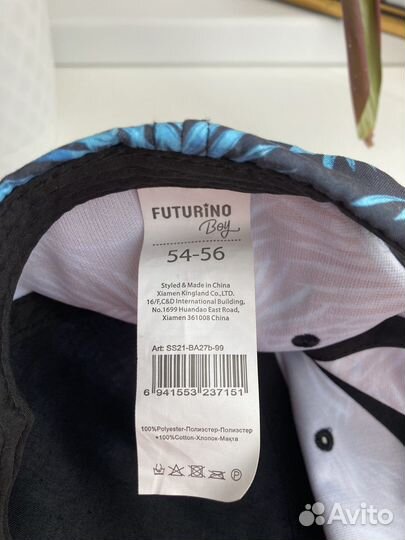 FUTURiNO
Boy
54-56
Styled & Made in China
Xiamen Kingland Co.,LTD.
16/F,C&D International Building,
No.1699 Huandao East Road,
Xiamen 361008 China
Art: SS21-BA27b-99
6 941553 237151
100%Polyester-Полиэстер-Полиэстер
*100%Cotton-Хлопок-Мақта
P
Avito